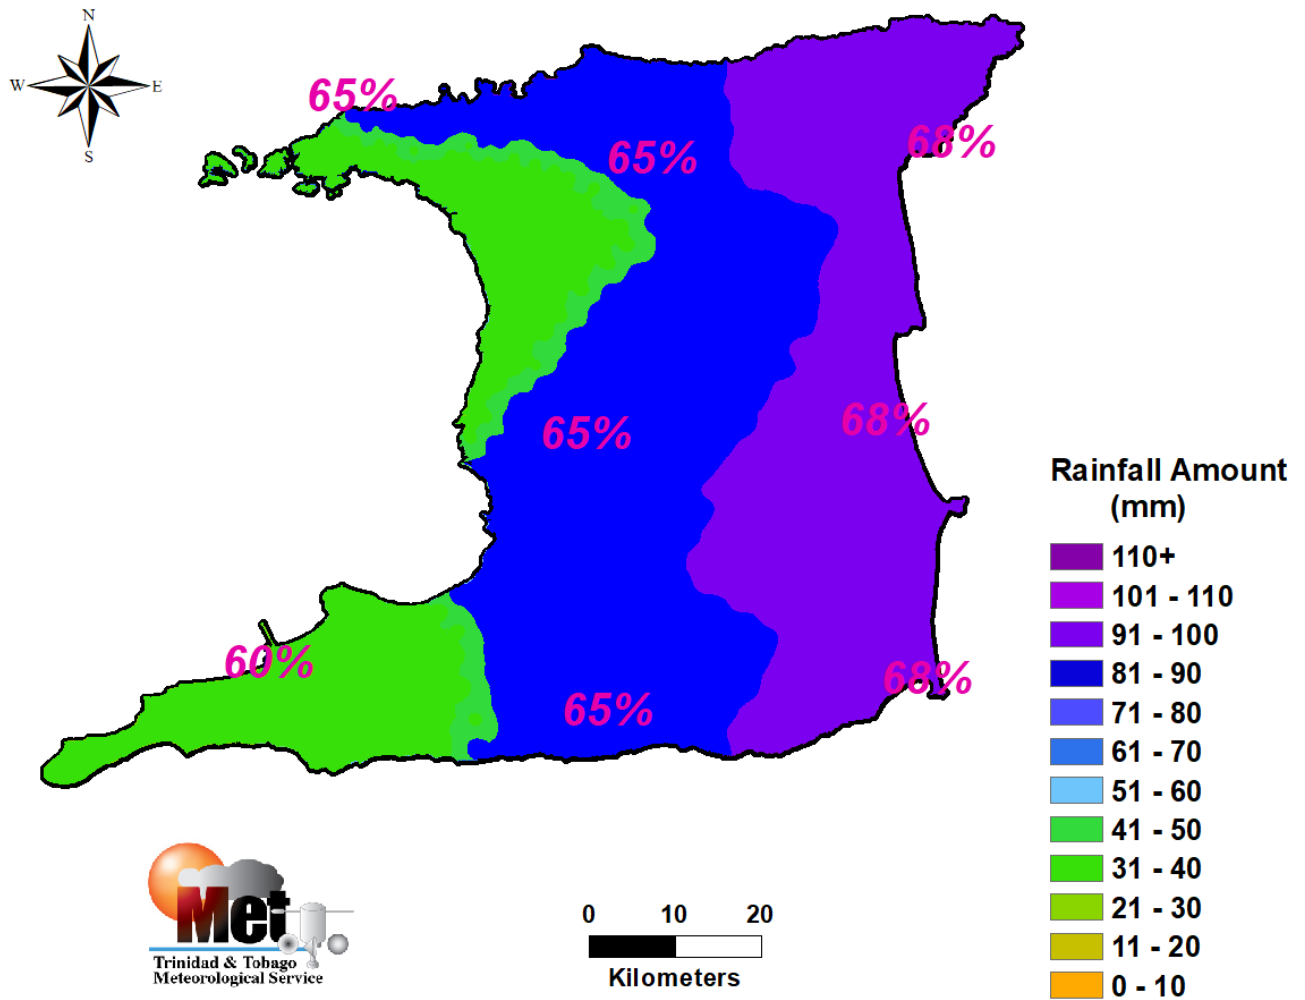 N
W E
S
65%
65%
68%
65%
68%
60%
65%
68%
Rainfall Amount
(mm)
110+
101 - 110
91 - 100
81 - 90
71 - 80
61 - 70
51 - 60
41 - 50
31 - 40
21 - 30
11 - 20
0 - 10
Met
Trinidad & Tobago
Meteorological Service
0 10 20
Kilometers